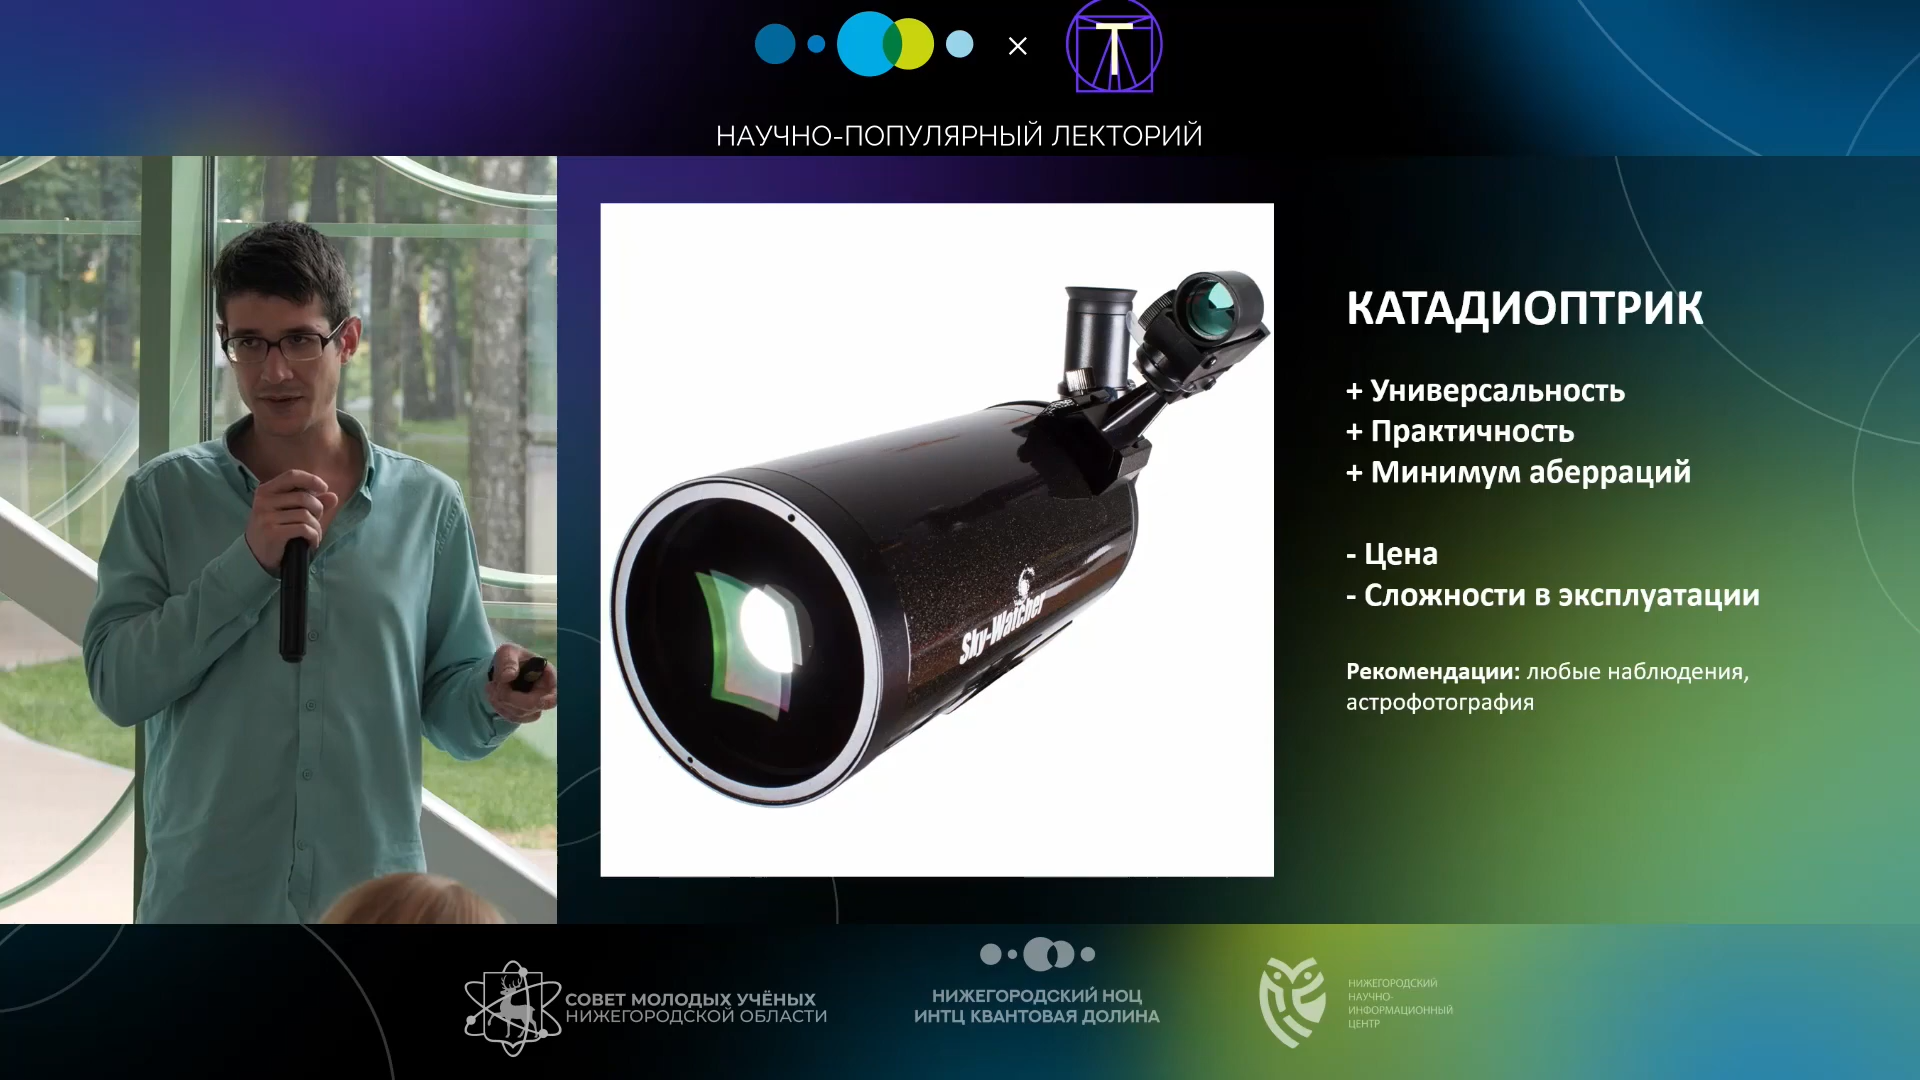 T
НАУЧНО-ПОПУЛЯРНЫЙ ЛЕКТОРИЙ
Sky-Watcher
КАТАДИОПТРИК
+ Универсальность
+ Практичность
+ Минимум аберраций
- Цена
- Сложности в эксплуатации
Рекомендации: любые наблюдения,
астрофотография
СОВЕТ МОЛОДЫХ УЧЁНЫХ
НИЖЕГОРОДСКОЙ ОБЛАСТИ
НИЖЕГОРОДСКИЙ НОЦ
ИНТЦ КВАНТОВАЯ ДОЛИНА
НИЖЕГОРОДСКИЙ
НАУЧНО-
ИНФОРМАЦИОННЫЙ
ЦЕНТР